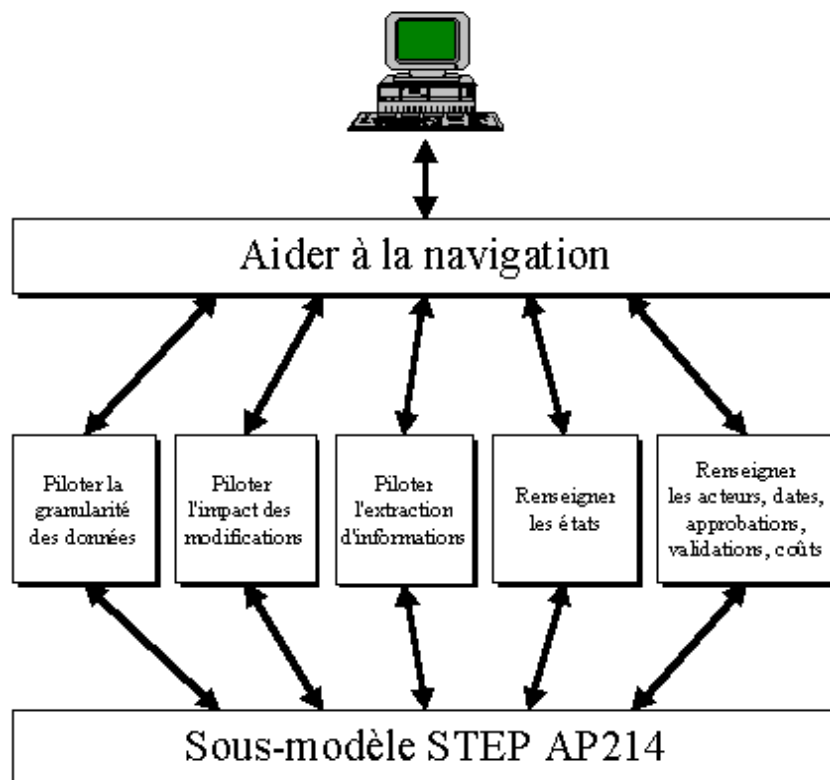 Aider à la navigation
Piloter la
granularité
des données
Piloter
l'impact des
modifications
Piloter
l'extraction
d'informations
Renseigner
les états
Renseigner
les acteurs, dates,
approbations,
validations, coûts
Sous-modèle STEP AP214